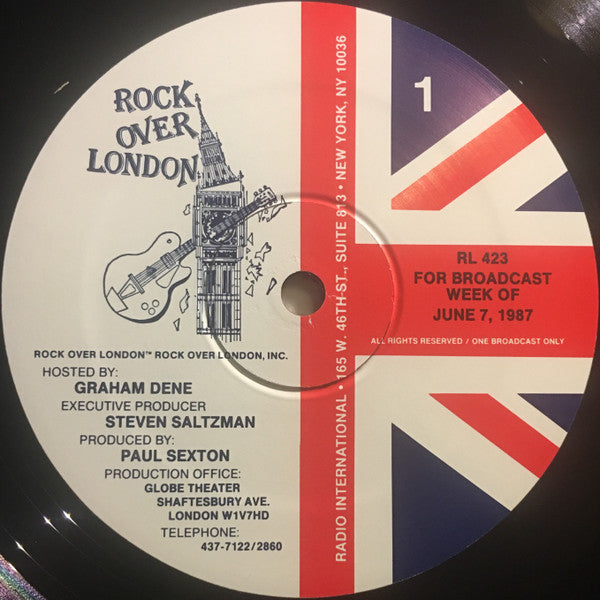 ROCK
OVER
LONDON
ROCK OVER LONDON™ ROCK OVER LONDON, INC.
HOSTED BY:
GRAHAM DENE
EXECUTIVE PRODUCER
STEVEN SALTZMAN
PRODUCED BY:
PAUL SEXTON
PRODUCTION OFFICE:
GLOBE THEATER
SHAFTESBURY AVE.
LONDON W1V7HD
TELEPHONE:
437-7122/2860
RADIO INTERNATIONAL • 165 W. 46TH ST., SUITE 813 • NEW YORK, NY 10036
1
RL 423
FOR BROADCAST
WEEK OF
JUNE 7, 1987
ALL RIGHTS RESERVED / ONE BROADCAST ONLY